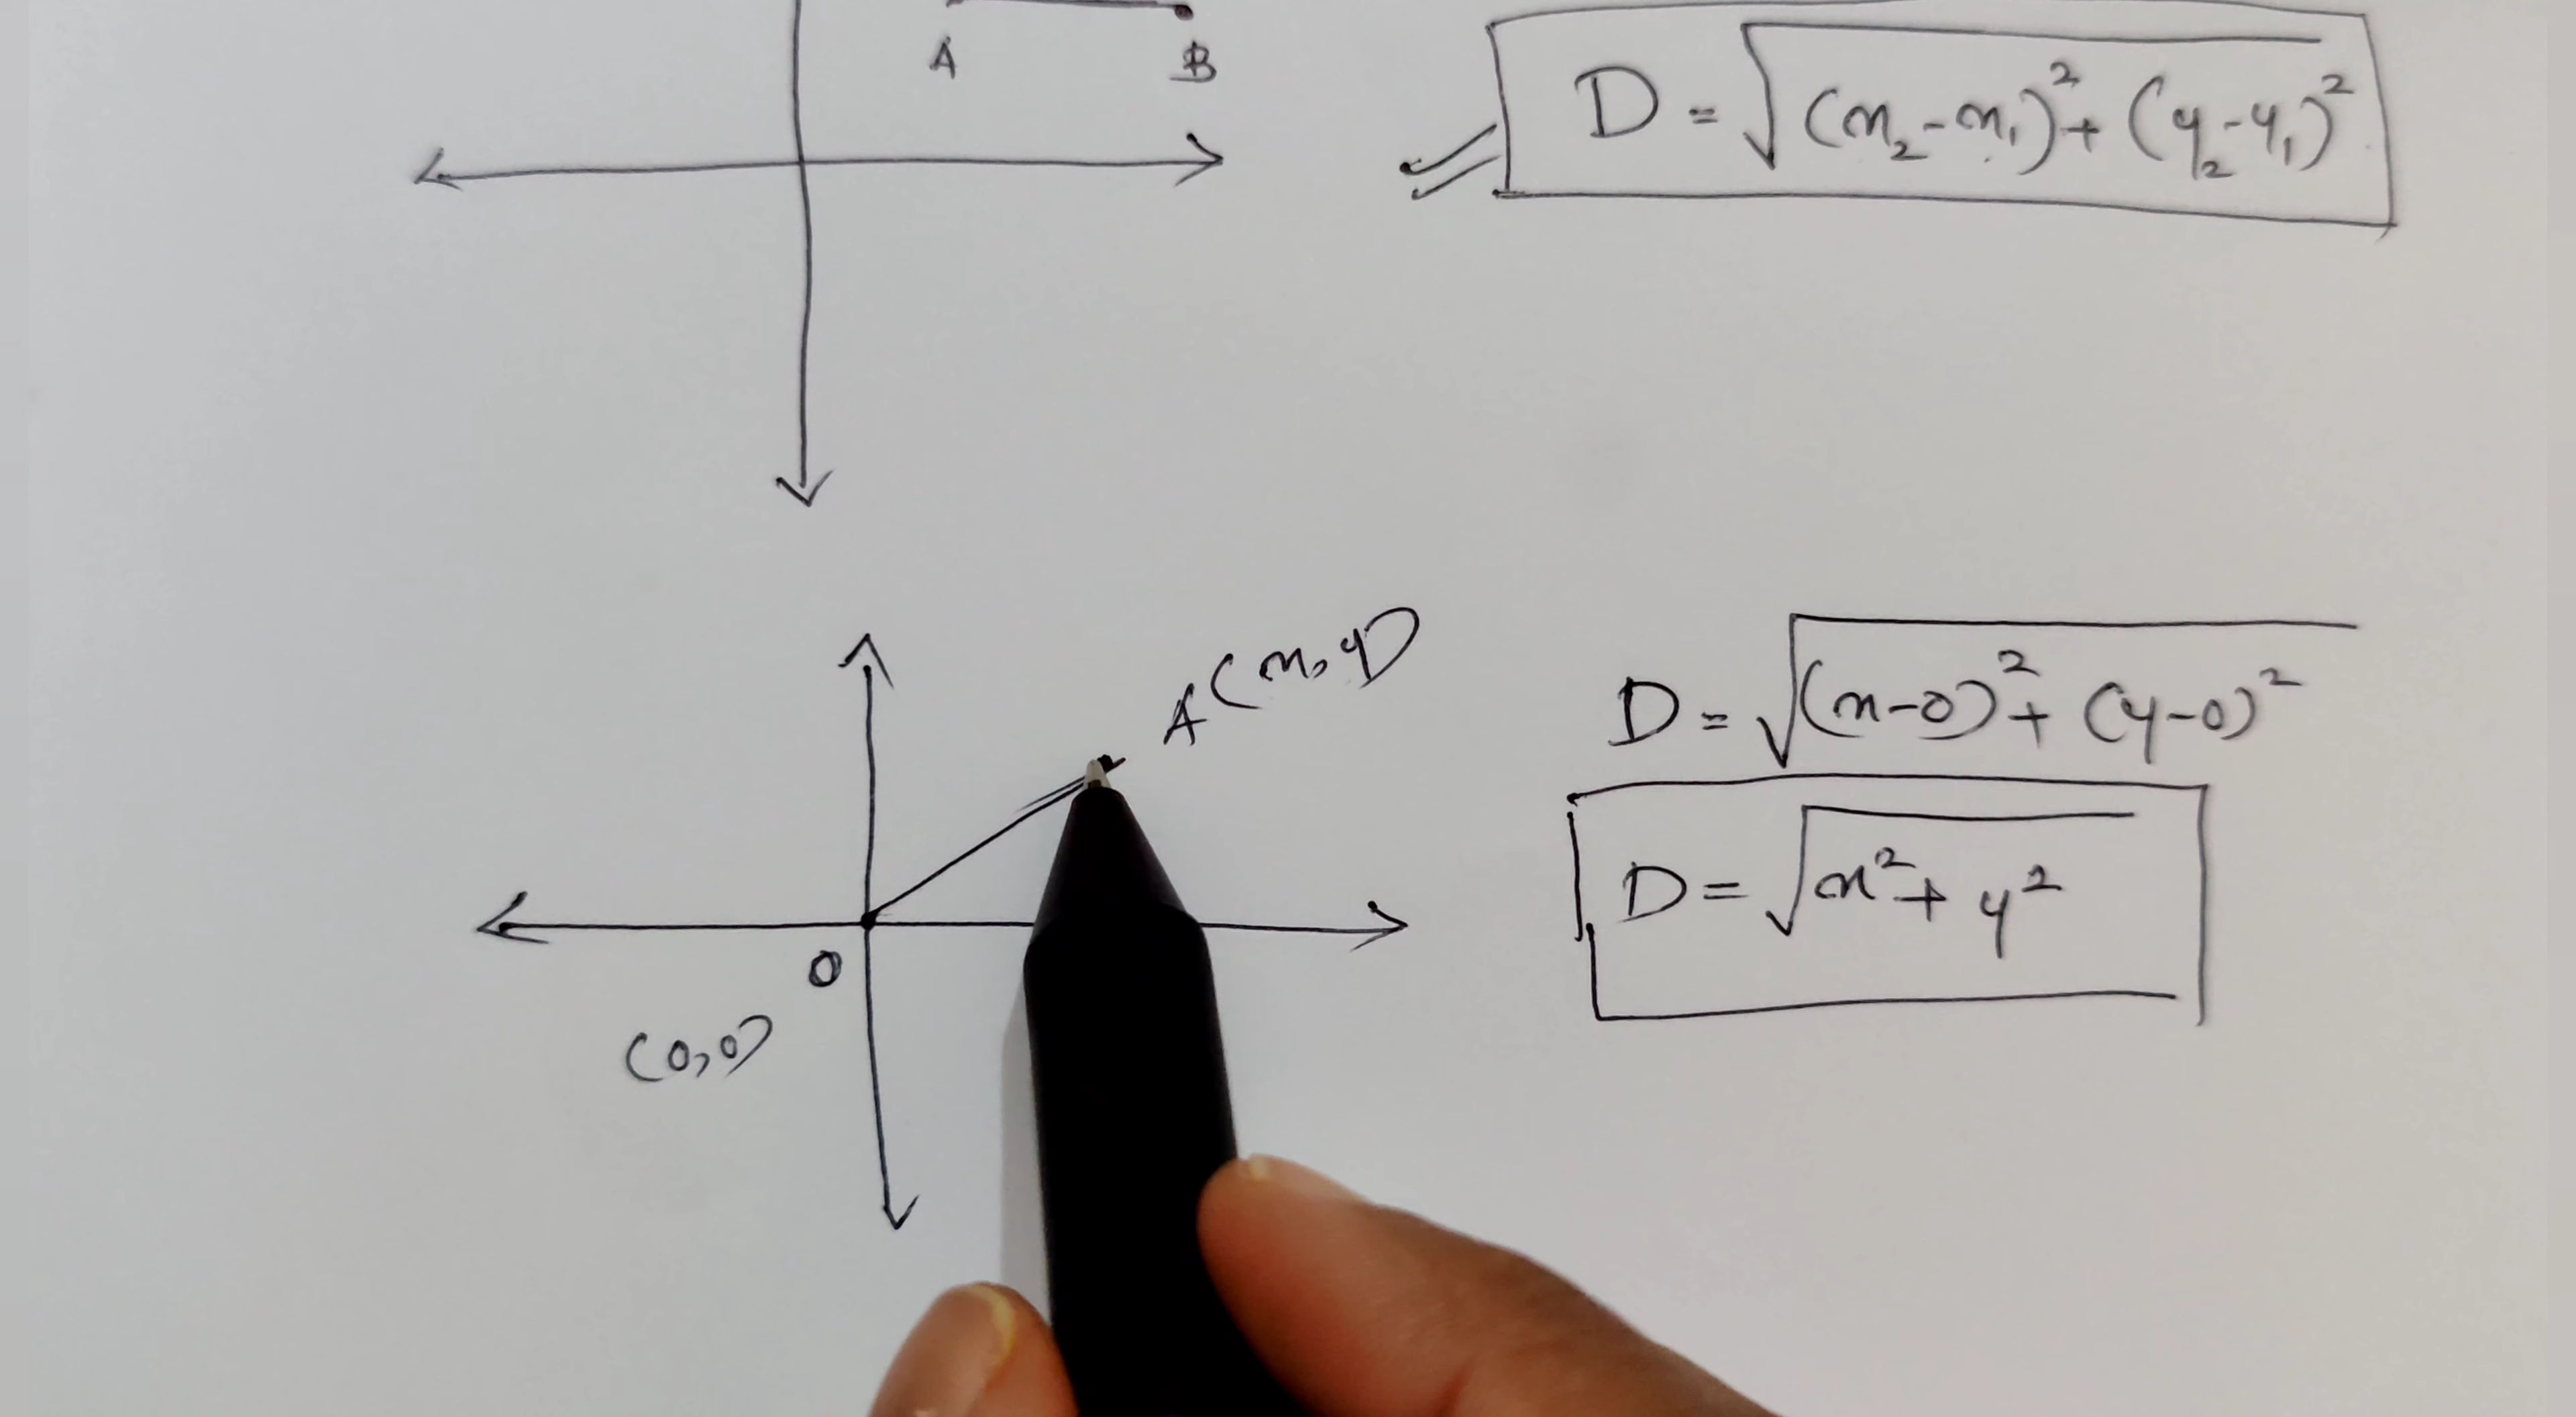 A B
D = √(x₂-x₁)² + (y₂-y₁)²
A(x, y)
D = √(x-0)² + (y-0)²
D = √x² + y²
O
(0,0)